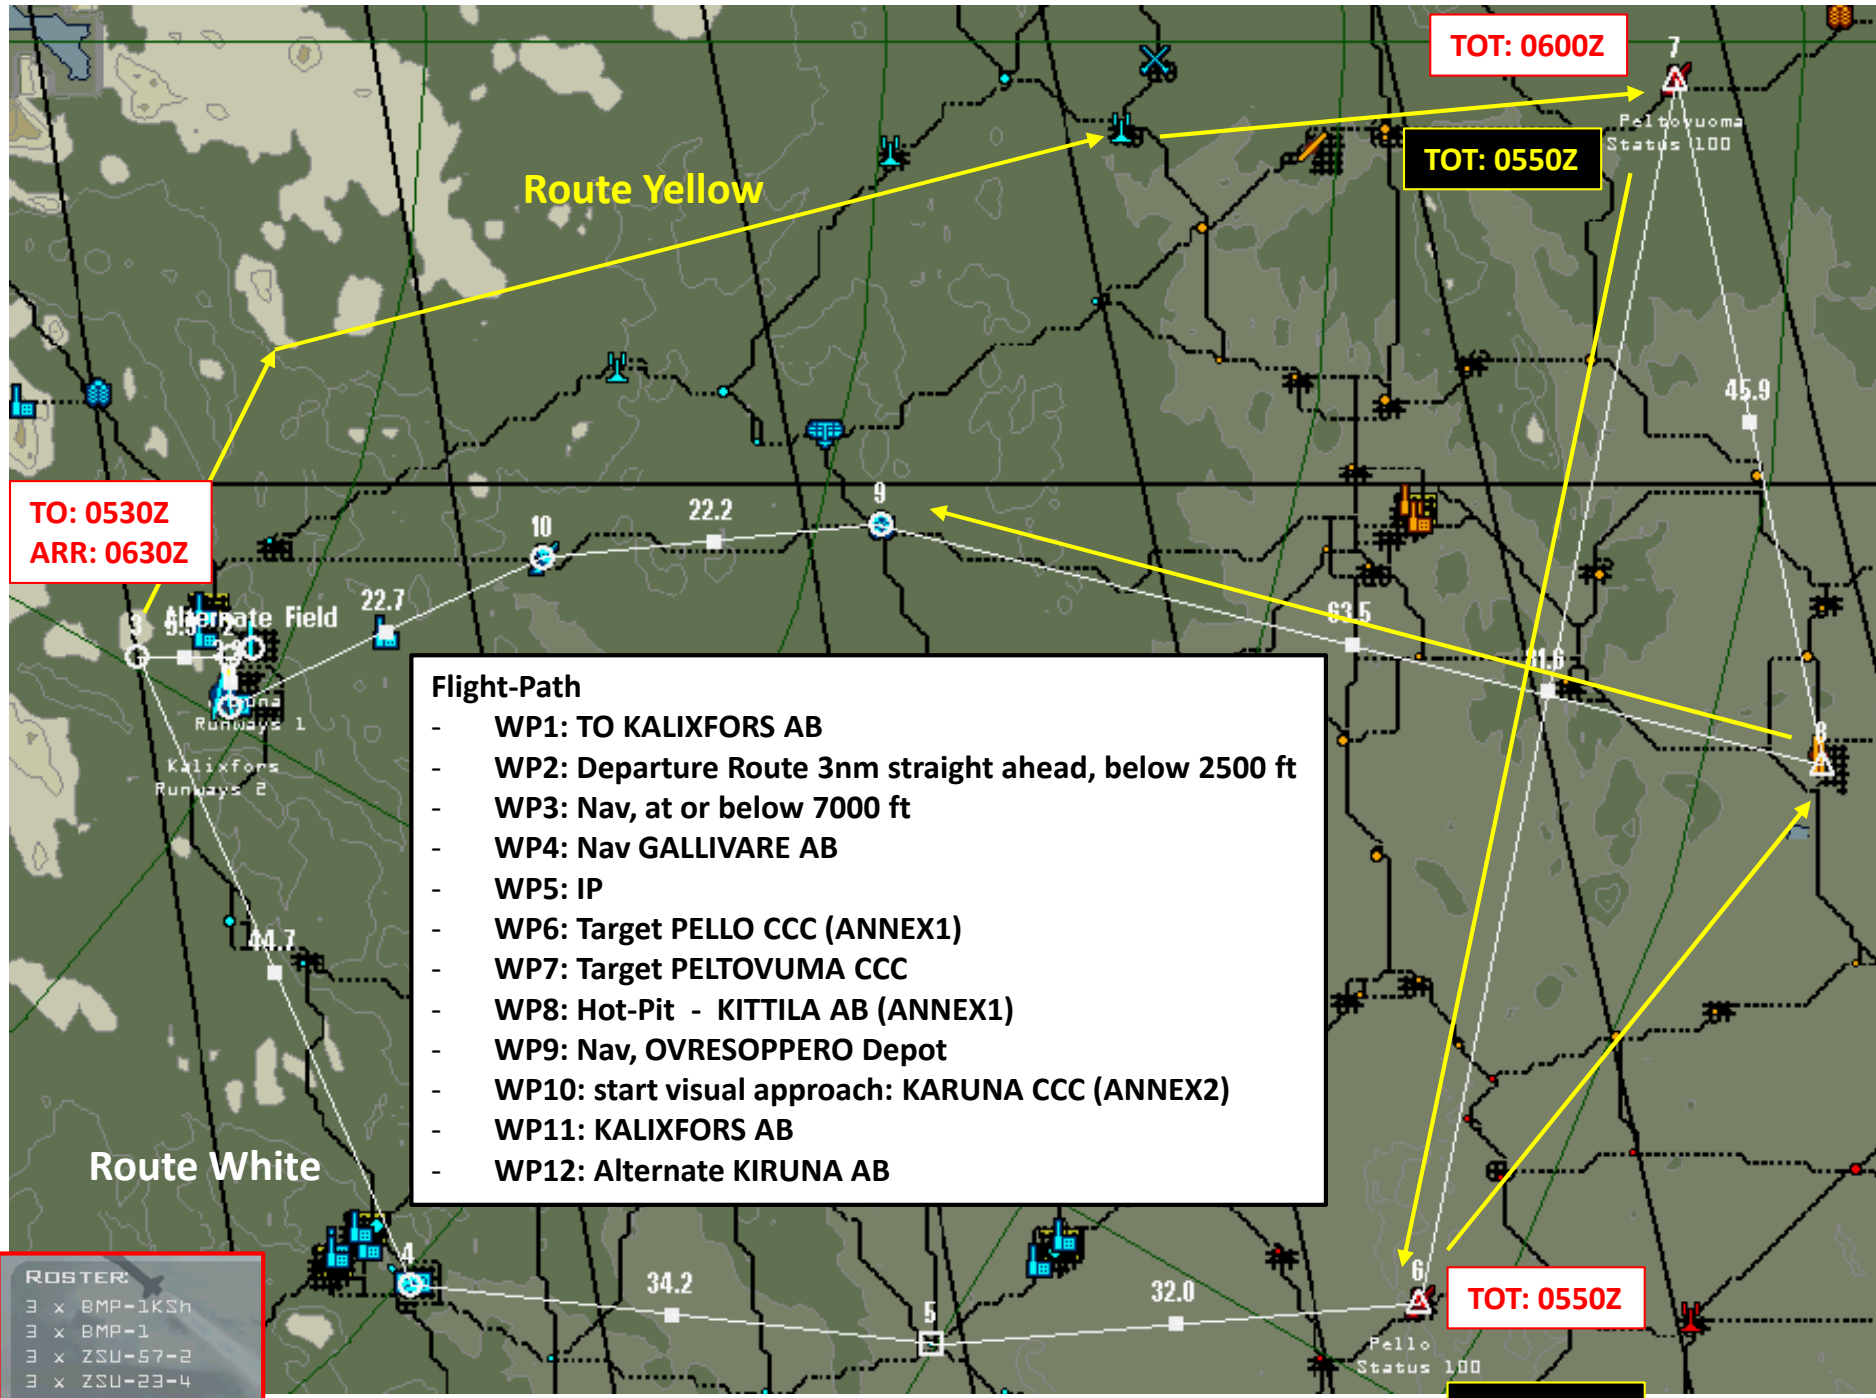 TOT: 0600Z
7
Peltovuoma
Status 100
TOT: 0550Z
Route Yellow
45.9
TO: 0530Z
ARR: 0630Z
9
22.2
10
22.7
63.5
Alternate Field
3
Runways 1
Kalixfors
Runways 2
8
Flight-Path
- WP1: TO KALIXFORS AB
- WP2: Departure Route 3nm straight ahead, below 2500 ft
- WP3: Nav, at or below 7000 ft
- WP4: Nav GALLIVARE AB
- WP5: IP
- WP6: Target PELLO CCC (ANNEX1)
- WP7: Target PELTOVUMA CCC
- WP8: Hot-Pit - KITTILA AB (ANNEX1)
- WP9: Nav, OVRESOPPERO Depot
- WP10: start visual approach: KARUNA CCC (ANNEX2)
- WP11: KALIXFORS AB
- WP12: Alternate KIRUNA AB
44.7
Route White
4
34.2
5
32.0
6
TOT: 0550Z
Pello
Status 100
ROSTER:
3 x BMP-1KSh
3 x BMP-1
3 x ZSU-57-2
3 x ZSU-23-4